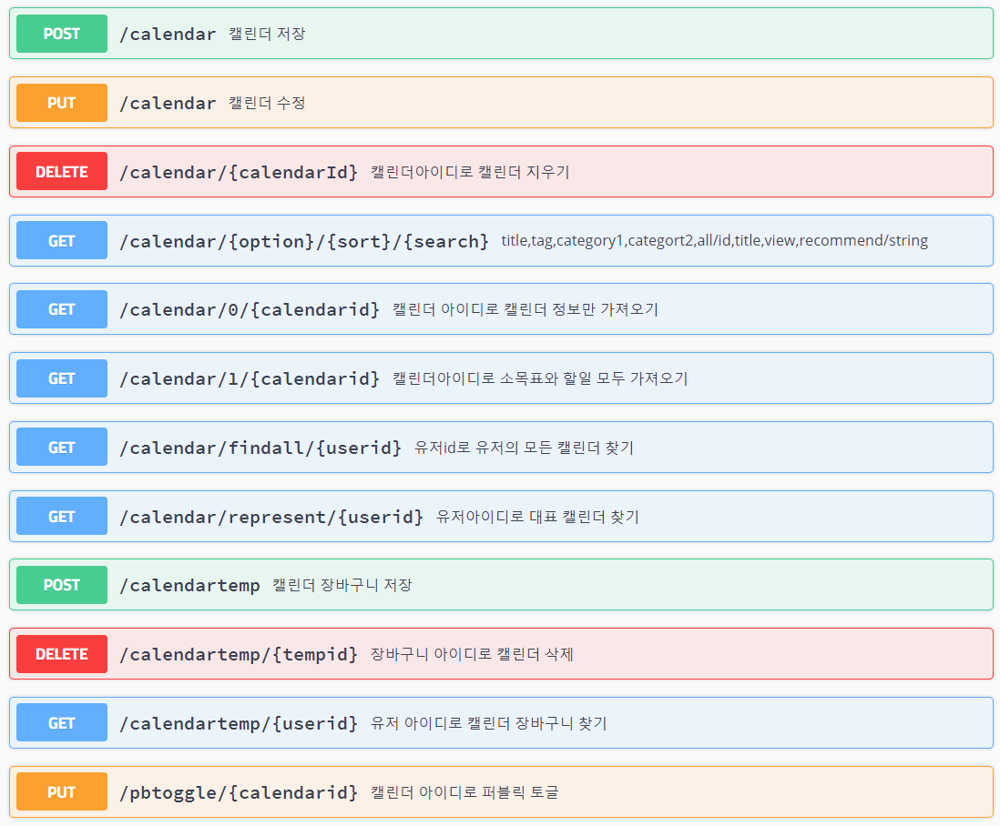 POST /calendar 캘린더 저장
PUT /calendar 캘린더 수정
DELETE /calendar/{calendarId} 캘린더아이디로 캘린더 지우기
GET /calendar/{option}/{sort}/{search} title,tag,category1,categort2,all/id,title,view,recommend/string
GET /calendar/0/{calendarid} 캘린더 아이디로 캘린더 정보만 가져오기
GET /calendar/1/{calendarid} 캘린더아이디로 소목표와 할일 모두 가져오기
GET /calendar/findall/{userid} 유저id로 유저의 모든 캘린더 찾기
GET /calendar/represent/{userid} 유저아이디로 대표 캘린더 찾기
POST /calendartemp 캘린더 장바구니 저장
DELETE /calendartemp/{tempid} 장바구니 아이디로 캘린더 삭제
GET /calendartemp/{userid} 유저 아이디로 캘린더 장바구니 찾기
PUT /pbtoggle/{calendarid} 캘린더 아이디로 퍼블릭 토글